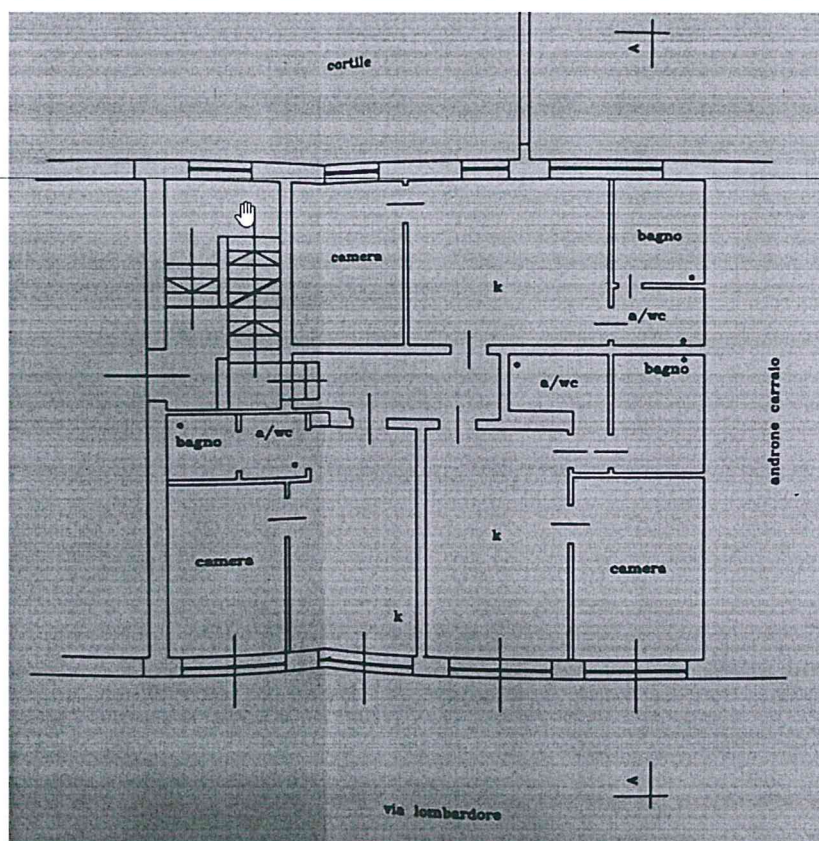 A
cortile
bagno
camera
k
a/wc
bagno
a/wc
a/wc
bagno
androne carraio
k
camera
camera
k
A
via lombardore